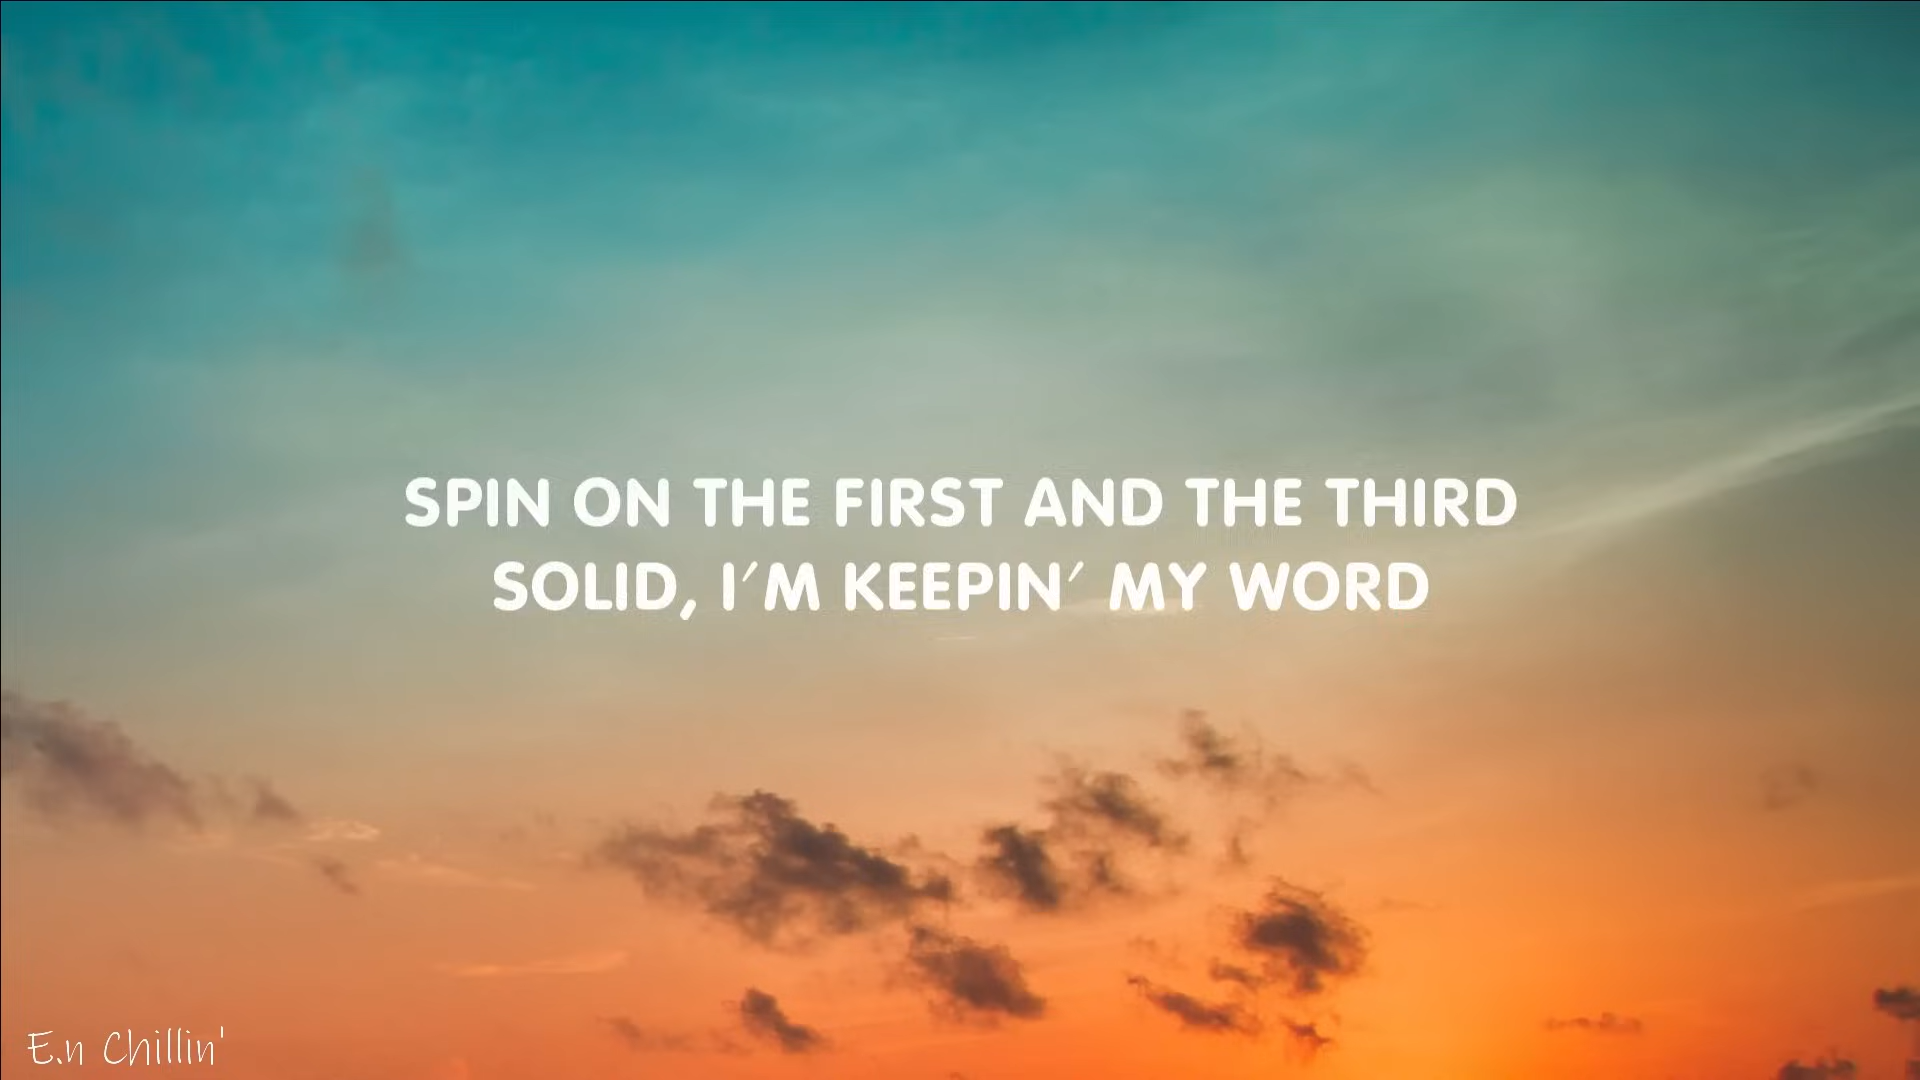 SPIN ON THE FIRST AND THE THIRD
SOLID, I'M KEEPIN' MY WORD
E.n Chillin'